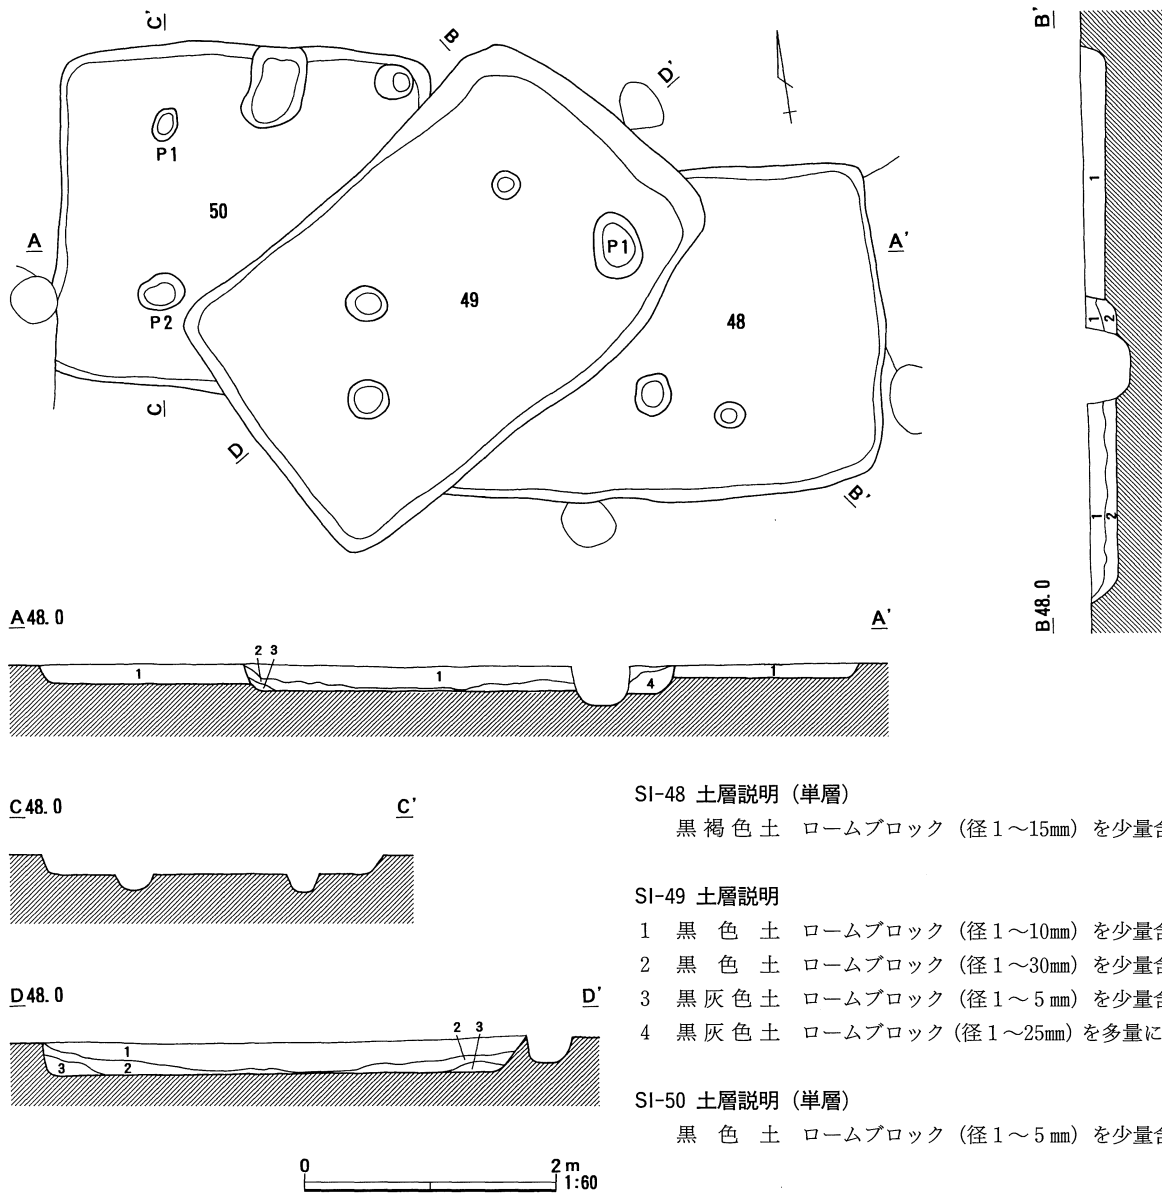 C'
B
D'
B'
P1
50
A
A'
P1
49
48
P2
C
D
B'
1
1 2
1 2
B 48.0
A 48.0
A'
1
2 3
1
4
1
C 48.0
C'
D 48.0
D'
1
2
3
2 3
0
2 m
1:60
SI-48 土層説明（単層）
黒褐色土 ロームブロック（径1～15mm）を少量
SI-49 土層説明
1 黒色土 ロームブロック（径1～10mm）を少量
2 黒色土 ロームブロック（径1～30mm）を少量
3 黒灰色土 ロームブロック（径1～5mm）を少量
4 黒灰色土 ロームブロック（径1～25mm）を多量に
SI-50 土層説明（単層）
黒色土 ロームブロック（径1～5mm）を少量